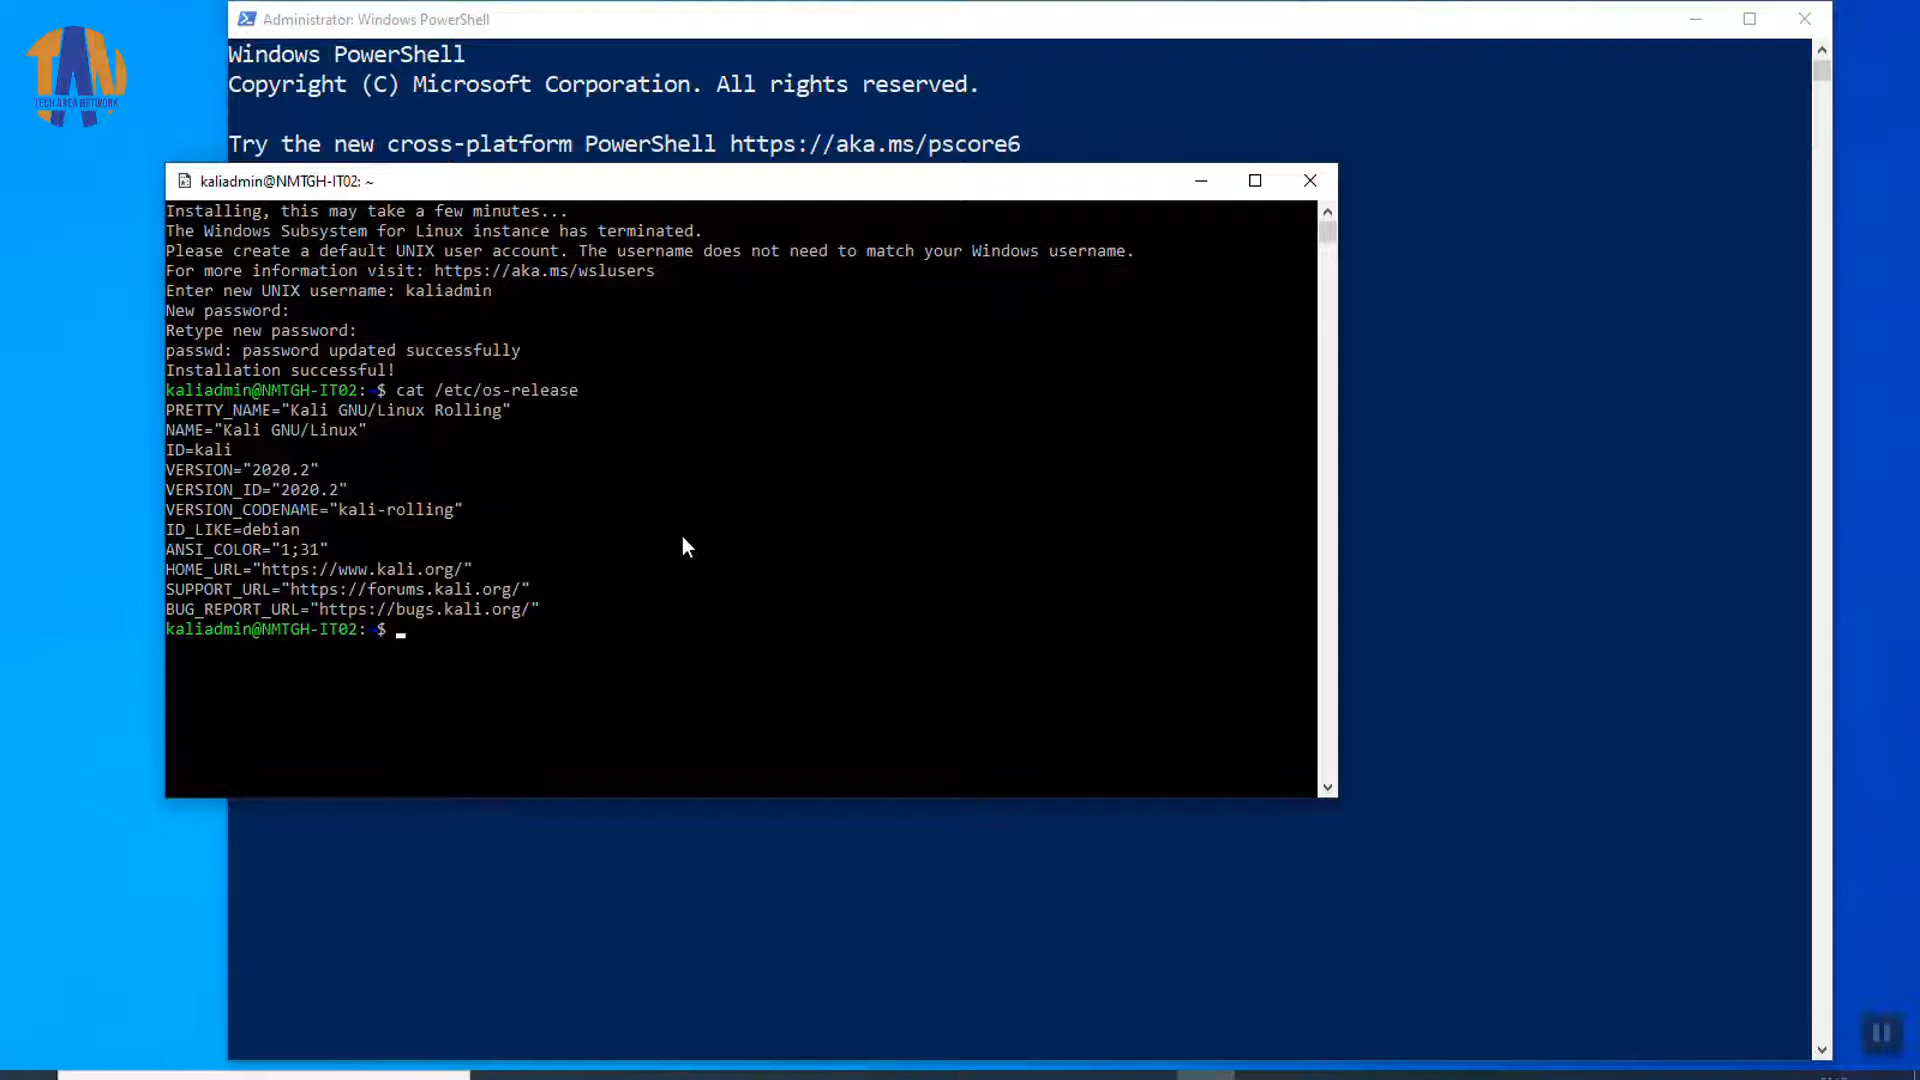 TAN
TECH AREA NETWORK
Administrator: Windows PowerShell
Windows PowerShell
Copyright (C) Microsoft Corporation. All rights reserved.
Try the new cross-platform PowerShell https://aka.ms/pscore6
kaliadmin@NMTGH-IT02: ~
Installing, this may take a few minutes...
The Windows Subsystem for Linux instance has terminated.
Please create a default UNIX user account. The username does not need to match your Windows username.
For more information visit: https://aka.ms/wslusers
Enter new UNIX username: kaliadmin
New password:
Retype new password:
passwd: password updated successfully
Installation successful!
kaliadmin@NMTGH-IT02:~$ cat /etc/os-release
PRETTY_NAME="Kali GNU/Linux Rolling"
NAME="Kali GNU/Linux"
ID=kali
VERSION="2020.2"
VERSION_ID="2020.2"
VERSION_CODENAME="kali-rolling"
ID_LIKE=debian
ANSI_COLOR="1;31"
HOME_URL="https://www.kali.org/"
SUPPORT_URL="https://forums.kali.org/"
BUG_REPORT_URL="https://bugs.kali.org/"
kaliadmin@NMTGH-IT02:~$